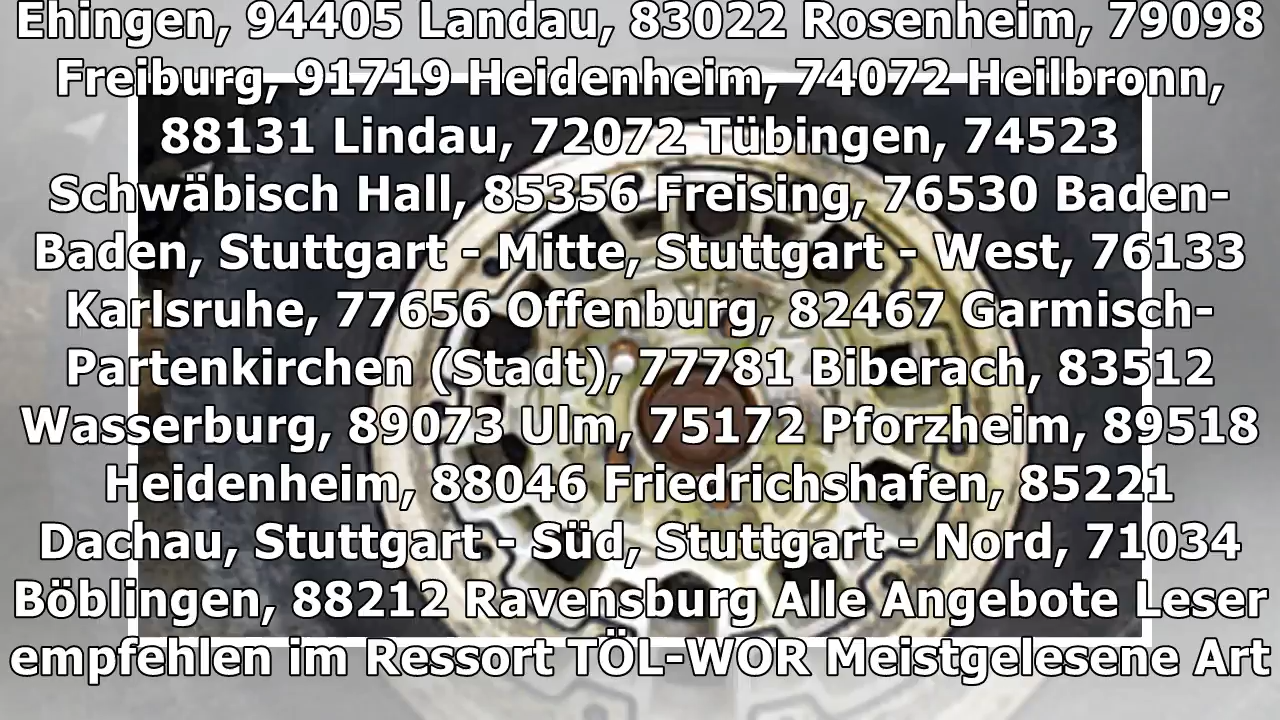 Ehingen, 94405 Landau, 83022 Rosenheim, 79098
Freiburg, 91719 Heidenheim, 74072 Heilbronn,
88131 Lindau, 72072 Tübingen, 74523
Schwäbisch Hall, 85356 Freising, 76530 Baden-
Baden, Stuttgart - Mitte, Stuttgart - West, 76133
Karlsruhe, 77656 Offenburg, 82467 Garmisch-
Partenkirchen (Stadt), 77781 Biberach, 83512
Wasserburg, 89073 Ulm, 75172 Pforzheim, 89518
Heidenheim, 88046 Friedrichshafen, 85221
Dachau, Stuttgart - Süd, Stuttgart - Nord, 71034
Böblingen, 88212 Ravensburg Alle Angebote Leser
empfehlen im Ressort TÖL-WOR Meistgelesene Art